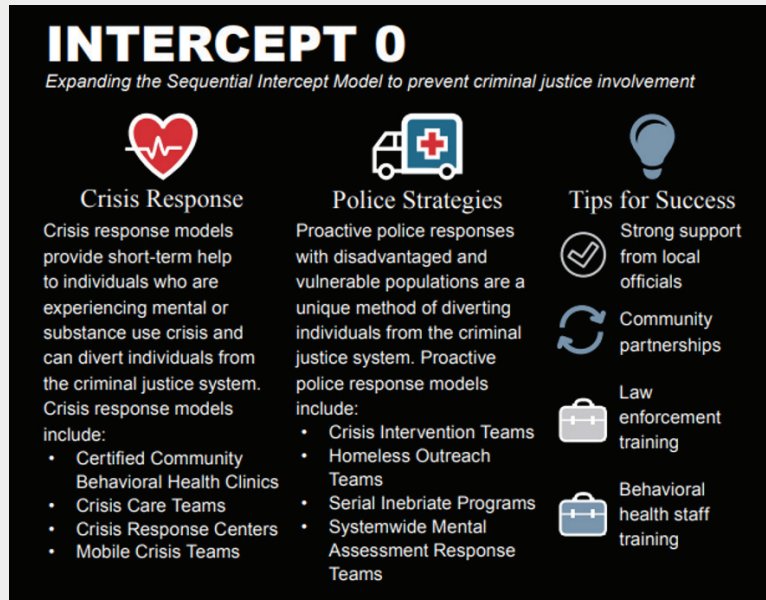 INTERCEPT 0
Expanding the Sequential Intercept Model to prevent criminal justice involvement
Crisis Response
Crisis response models
provide short-term help
to individuals who are
experiencing mental or
substance use crisis and
can divert individuals from
the criminal justice system.
Crisis response models
include:
• Certified Community
Behavioral Health Clinics
• Crisis Care Teams
• Crisis Response Centers
• Mobile Crisis Teams
Police Strategies
Proactive police responses
with disadvantaged and
vulnerable populations are a
unique method of diverting
individuals from the criminal
justice system. Proactive
police response models
include:
• Crisis Intervention Teams
• Homeless Outreach
Teams
• Serial Inebriate Programs
• Systemwide Mental
Assessment Response
Teams
Tips for Success
Strong support
from local
officials
Community
partnerships
Law
enforcement
training
Behavioral
health staff
training